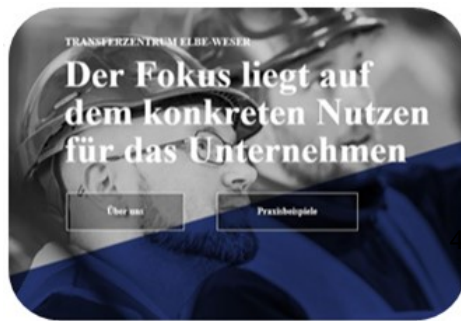 TRANSFERZENTRUM ELBE-WESER
Der Fokus liegt auf
dem konkreten Nutzen
für das Unternehmen
Über uns
Praxisbeispiele